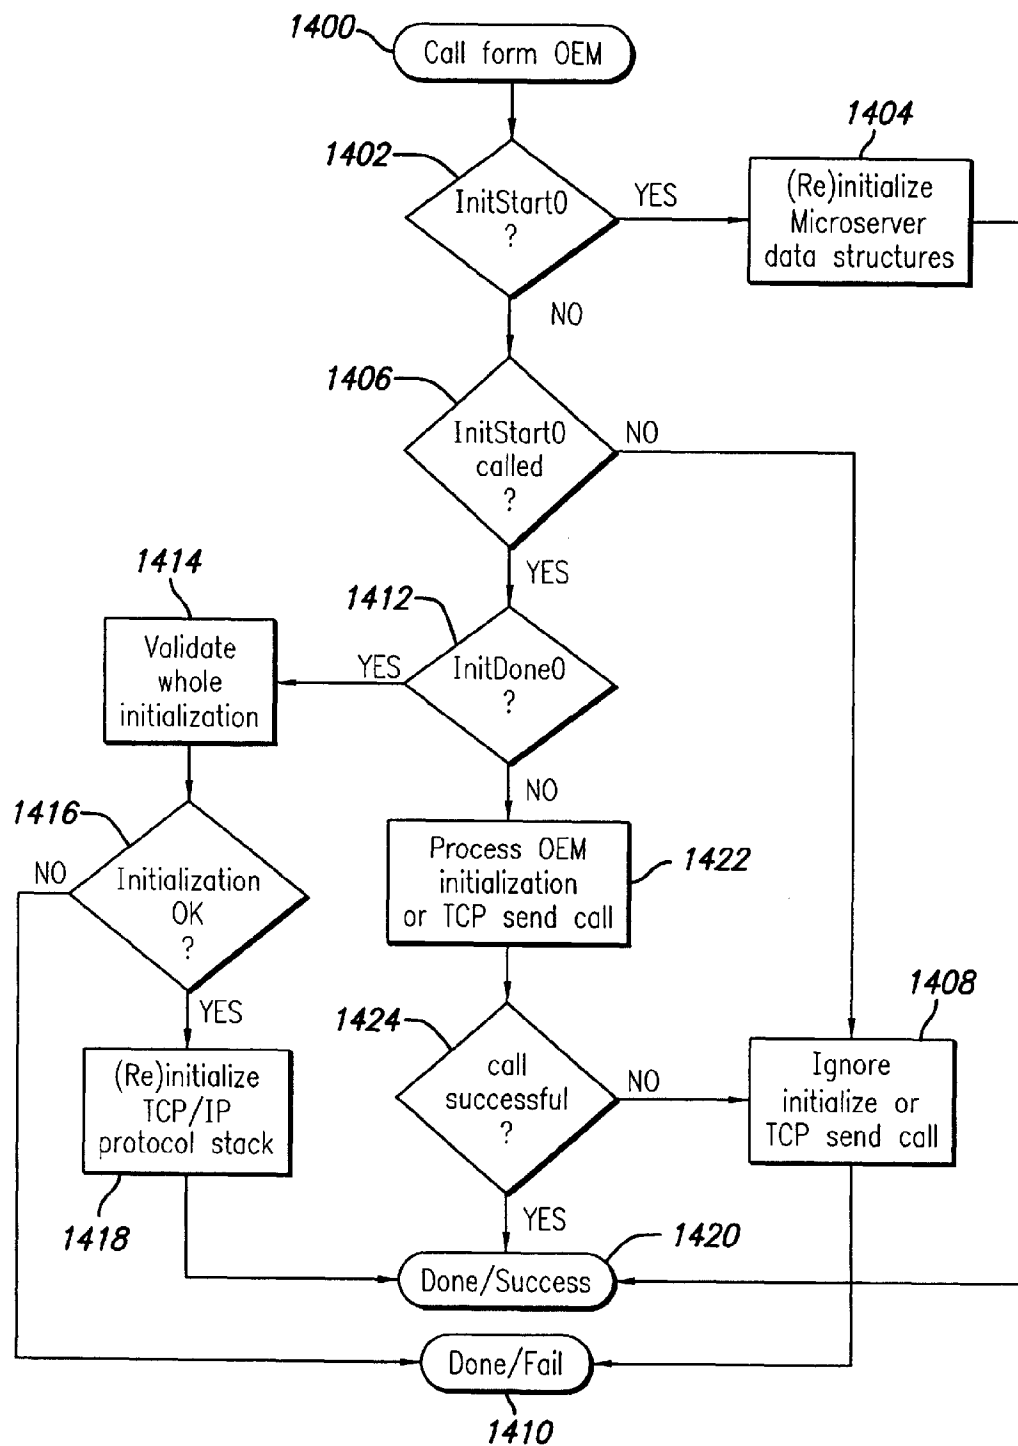 1400
Call form OEM
1402
InitStart()
?
YES
NO
1404
(Re)initialize
Microserver
data structures
1406
InitStart()
called
?
NO
YES
1414
Validate
whole
initialization
1412
InitDone()
?
YES
NO
1416
NO
Initialization
OK
?
YES
1422
Process OEM
initialization
or TCP send call
1424
call
successful
?
NO
YES
1408
Ignore
initialize or
TCP send call
(Re)initialize
TCP/IP
protocol stack
1418
1420
Done/Success
Done/Fail
1410